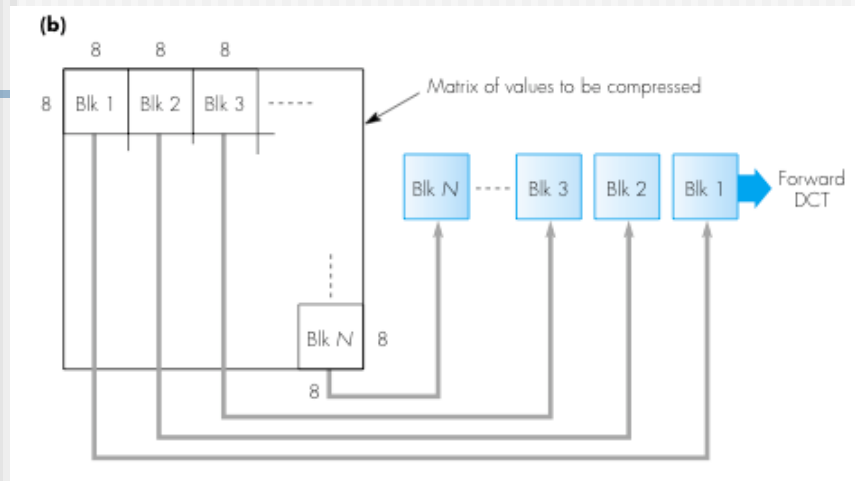 (b)
8 8 8
Matrix of values to be compressed
8 Blk 1 Blk 2 Blk 3
Blk N Blk 3 Blk 2 Blk 1 Forward
DCT
Blk N 8
8